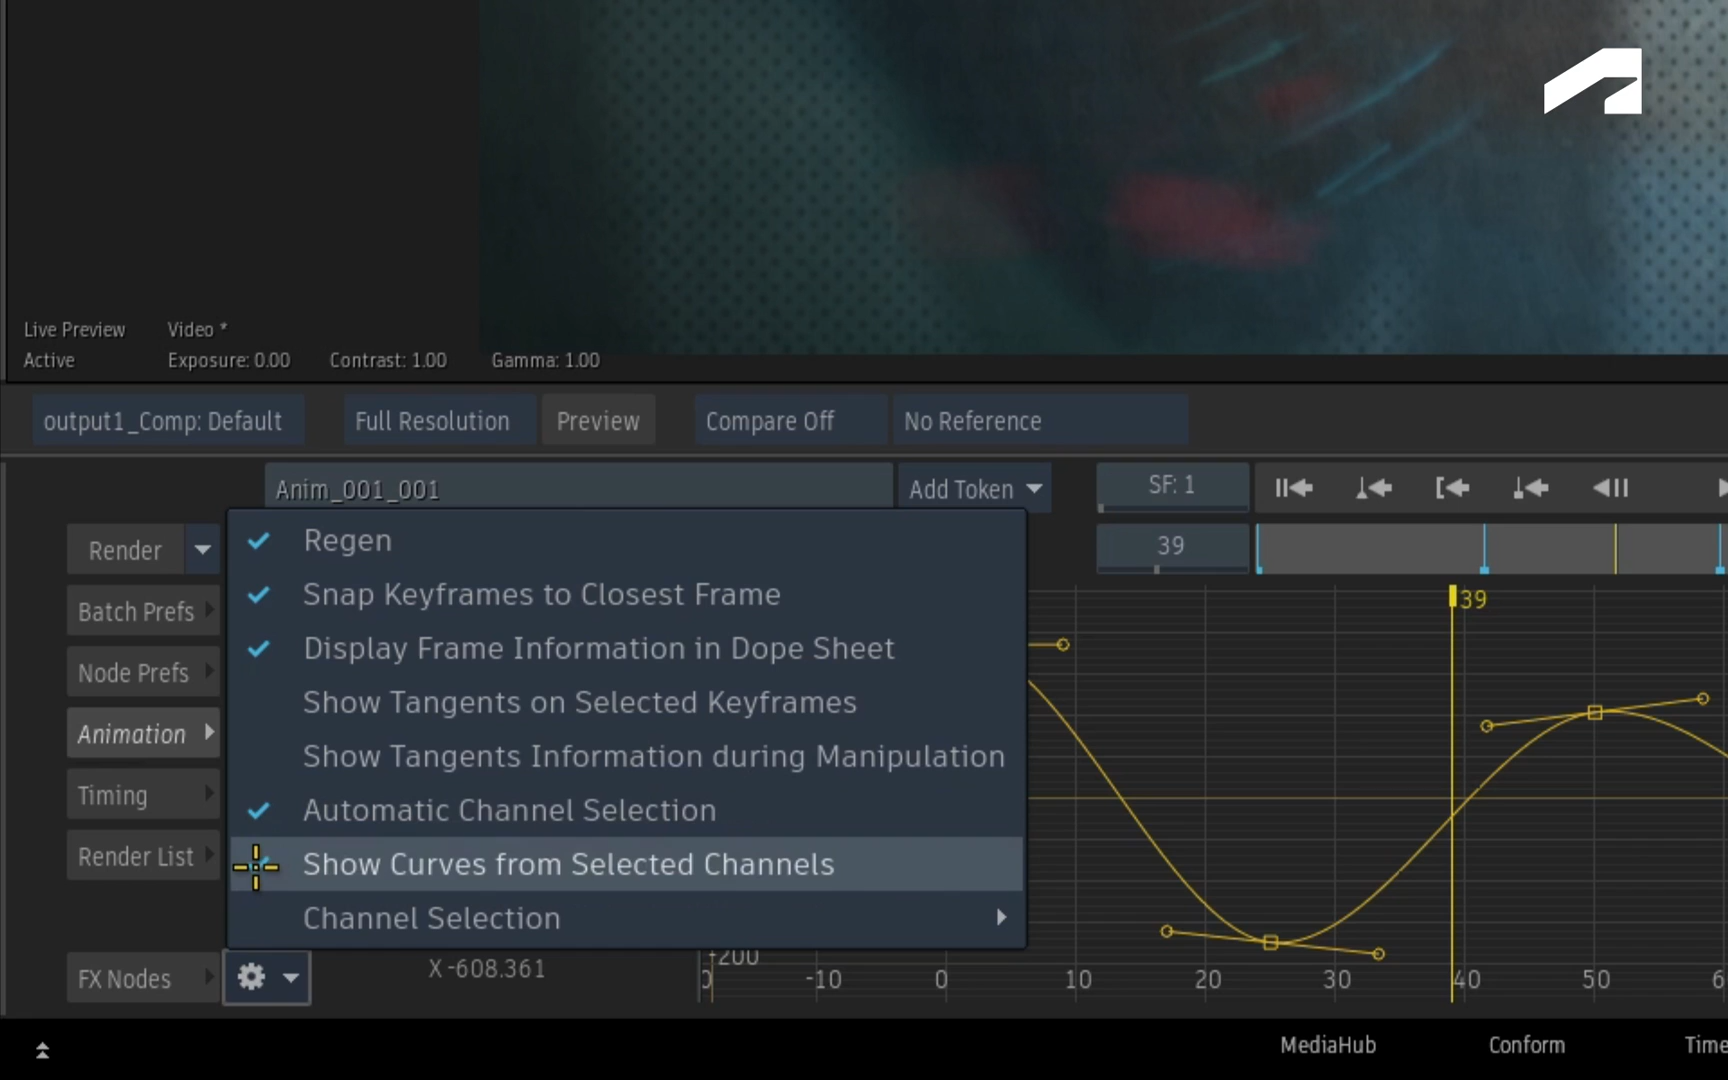 Live Preview Video *
Active Exposure: 0.00 Contrast: 1.00 Gamma: 1.00
output1_Comp: Default Full Resolution Preview Compare Off No Reference
Anim_001_001 Add Token SF: 1
Render
39
Batch Prefs
Node Prefs
Animation
Timing
Render List
FX Nodes
Regen
Snap Keyframes to Closest Frame
Display Frame Information in Dope Sheet
Show Tangents on Selected Keyframes
Show Tangents Information during Manipulation
Automatic Channel Selection
Show Curves from Selected Channels
Channel Selection
X -608.361
39
-200
-10 0 10 20 30 40 50
MediaHub Conform Time